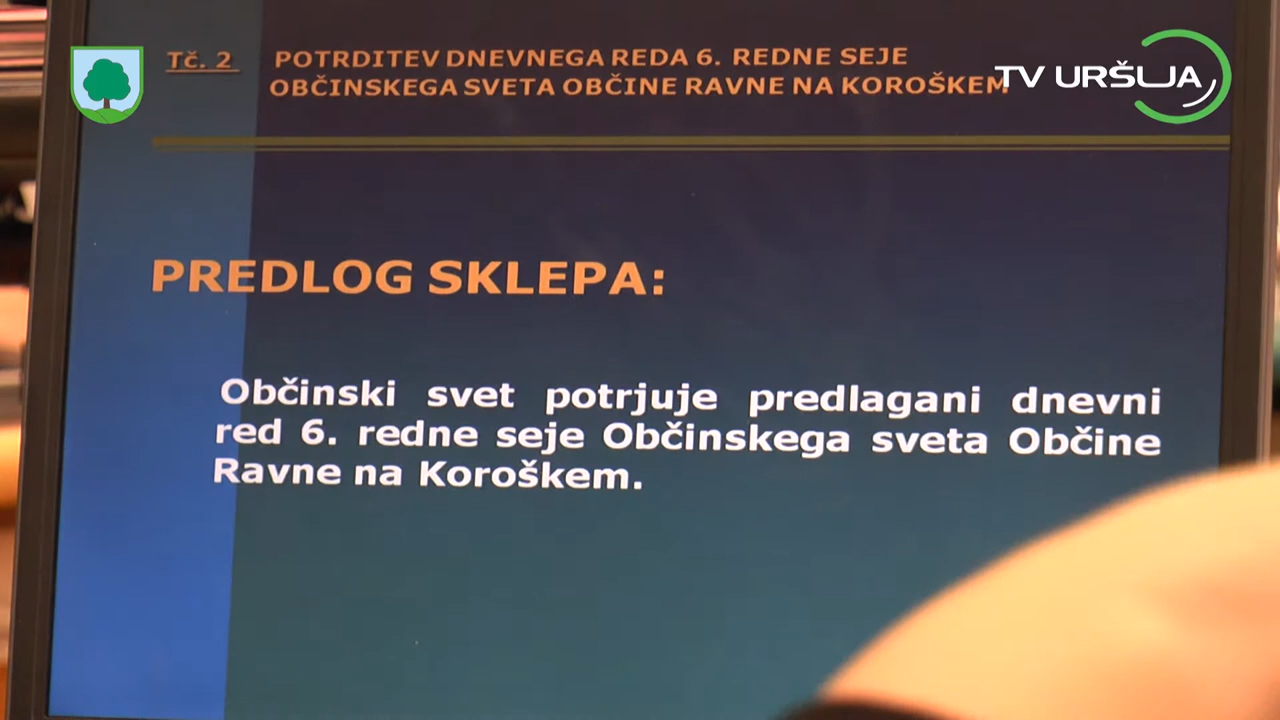 Tč. 2 POTRDITEV DNEVNEGA REDA 6. REDNE SEJE
OBČINSKEGA SVETA OBČINE RAVNE NA KOROŠKEM
TV URŠLJA
PREDLOG SKLEPA:
Občinski svet potrjuje predlagani dnevni
red 6. redne seje Občinskega sveta Občine
Ravne na Koroškem.